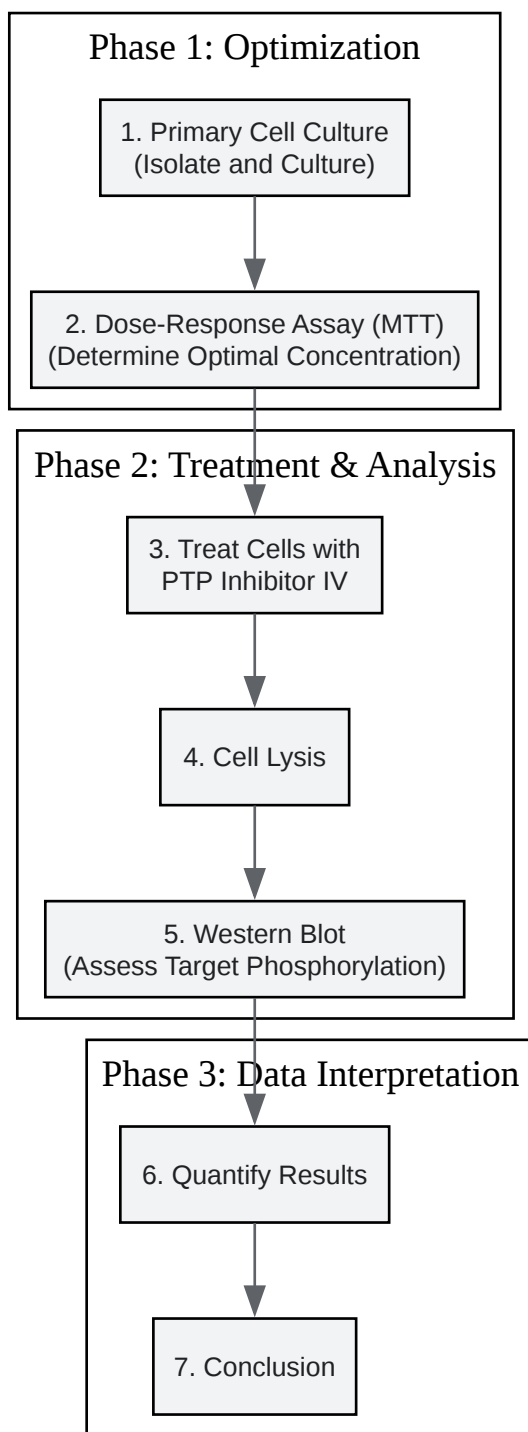 Phase 1: Optimization
1. Primary Cell Culture
(Isolate and Culture)
2. Dose-Response Assay (MTT)
(Determine Optimal Concentration)
Phase 2: Treatment & Analysis
3. Treat Cells with
PTP Inhibitor IV
4. Cell Lysis
5. Western Blot
(Assess Target Phosphorylation)
Phase 3: Data Interpretation
6. Quantify Results
7. Conclusion